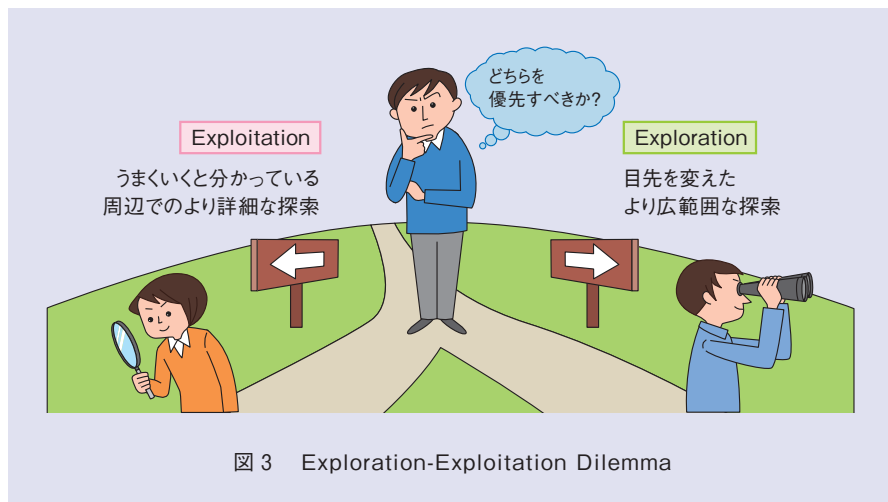 どちらを
優先すべきか?
Exploitation
うまくいくと分かっている
周辺でのより詳細な探索
Exploration
目先を変えた
より広範囲な探索
図3 Exploration-Exploitation Dilemma